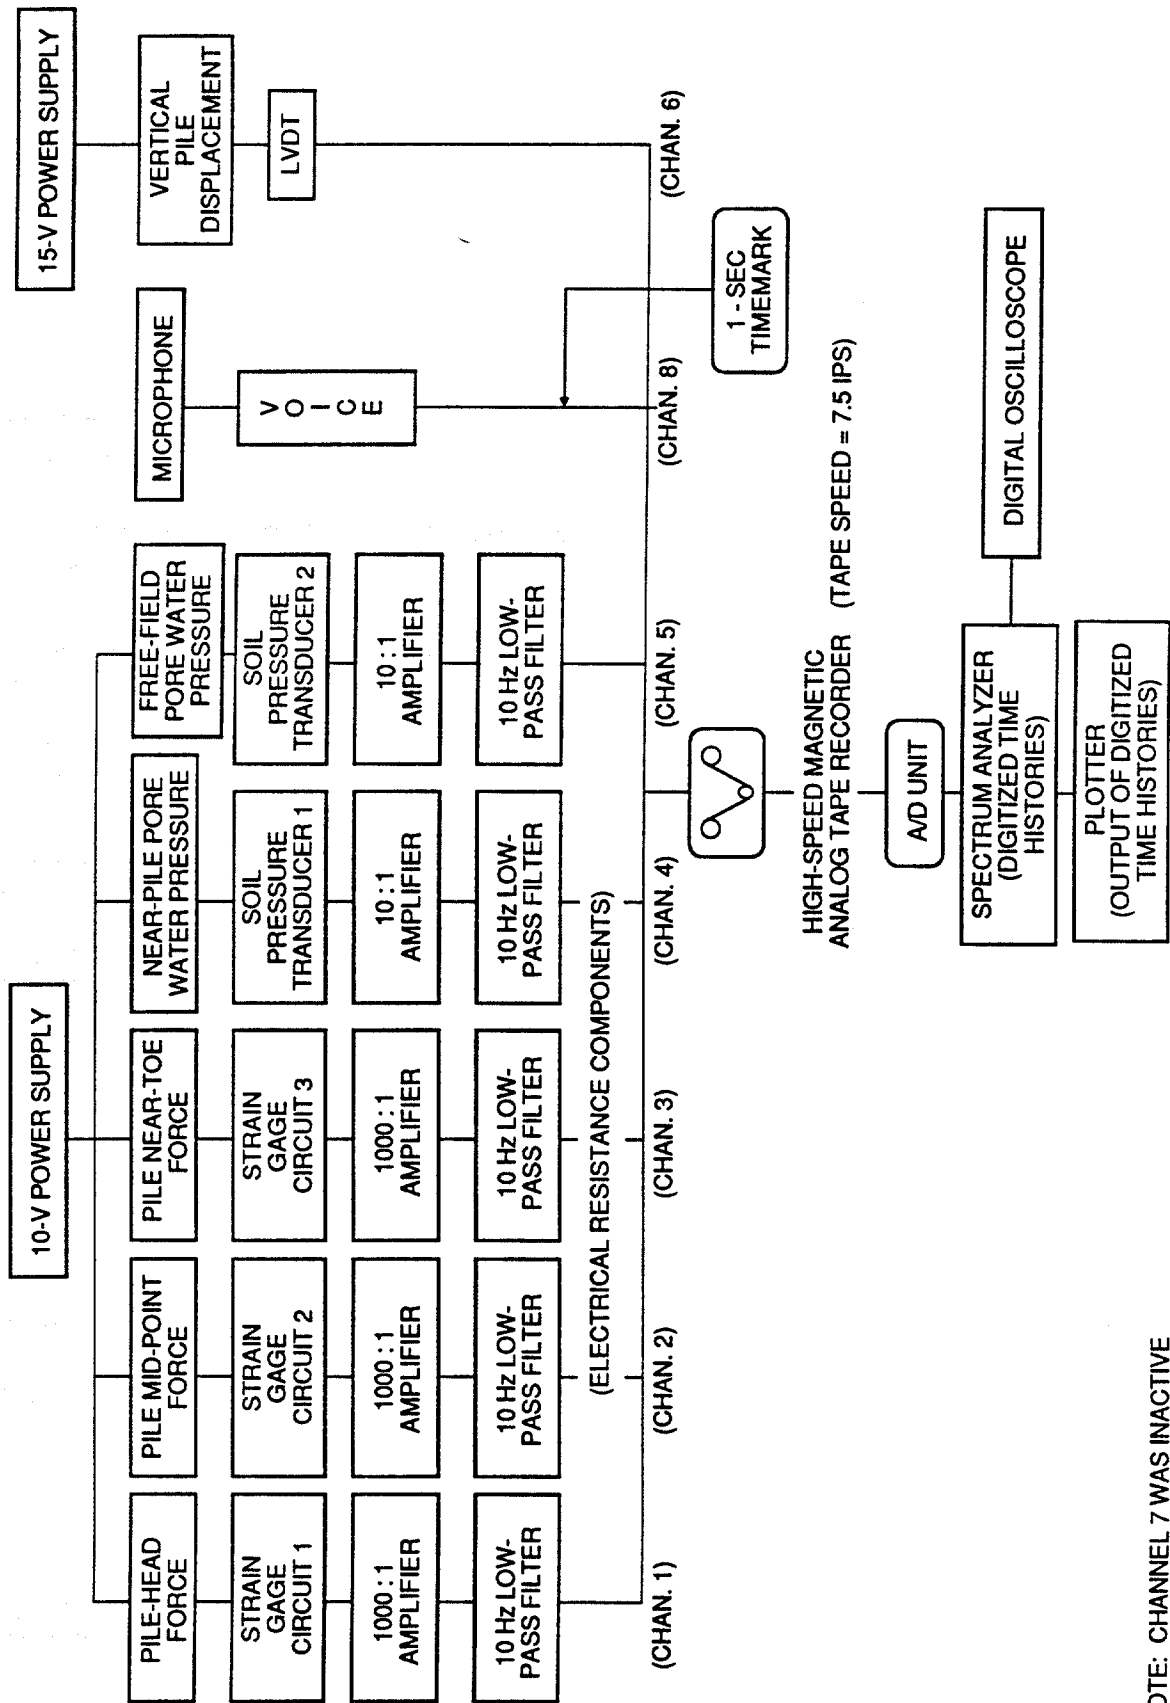 10-V POWER SUPPLY
15-V POWER SUPPLY
PILE-HEAD
FORCE
PILE MID-POINT
FORCE
PILE NEAR-TOE
FORCE
NEAR-PILE PORE
WATER PRESSURE
FREE-FIELD
PORE WATER
PRESSURE
MICROPHONE
VERTICAL
PILE
DISPLACEMENT
STRAIN
GAGE
CIRCUIT 1
STRAIN
GAGE
CIRCUIT 2
STRAIN
GAGE
CIRCUIT 3
SOIL
PRESSURE
TRANSDUCER 1
SOIL
PRESSURE
TRANSDUCER 2
V
O
I
C
E
LVDT
1000 : 1
AMPLIFIER
1000 : 1
AMPLIFIER
1000 : 1
AMPLIFIER
10 : 1
AMPLIFIER
10 : 1
AMPLIFIER
10 Hz LOW-
PASS FILTER
10 Hz LOW-
PASS FILTER
10 Hz LOW-
PASS FILTER
10 Hz LOW-
PASS FILTER
10 Hz LOW-
PASS FILTER
(ELECTRICAL RESISTANCE COMPONENTS)
(CHAN. 1)
(CHAN. 2)
(CHAN. 3)
(CHAN. 4)
(CHAN. 5)
(CHAN. 8)
(CHAN. 6)
1 - SEC
TIMEMARK
HIGH-SPEED MAGNETIC
ANALOG TAPE RECORDER (TAPE SPEED = 7.5 IPS)
A/D UNIT
SPECTRUM ANALYZER
(DIGITIZED TIME
HISTORIES)
DIGITAL OSCILLOSCOPE
PLOTTER
(OUTPUT OF DIGITIZED
TIME HISTORIES)
OTE: CHANNEL 7 WAS INACTIVE